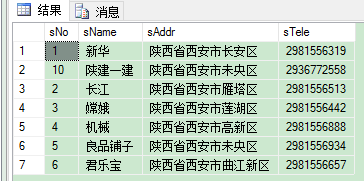 结果 消息
sNo sName sAddr sTele
1 1 新华 陕西省西安市长安区 2981556319
2 10 陕建一建 陕西省西安市未央区 2936772558
3 2 长江 陕西省西安市雁塔区 2981556513
4 3 嫦娥 陕西省西安市莲湖区 2981556442
5 4 机械 陕西省西安市高新区 2981556888
6 5 良品铺子 陕西省西安市未央区 2981556934
7 6 君乐宝 陕西省西安市曲江新区 2981556657